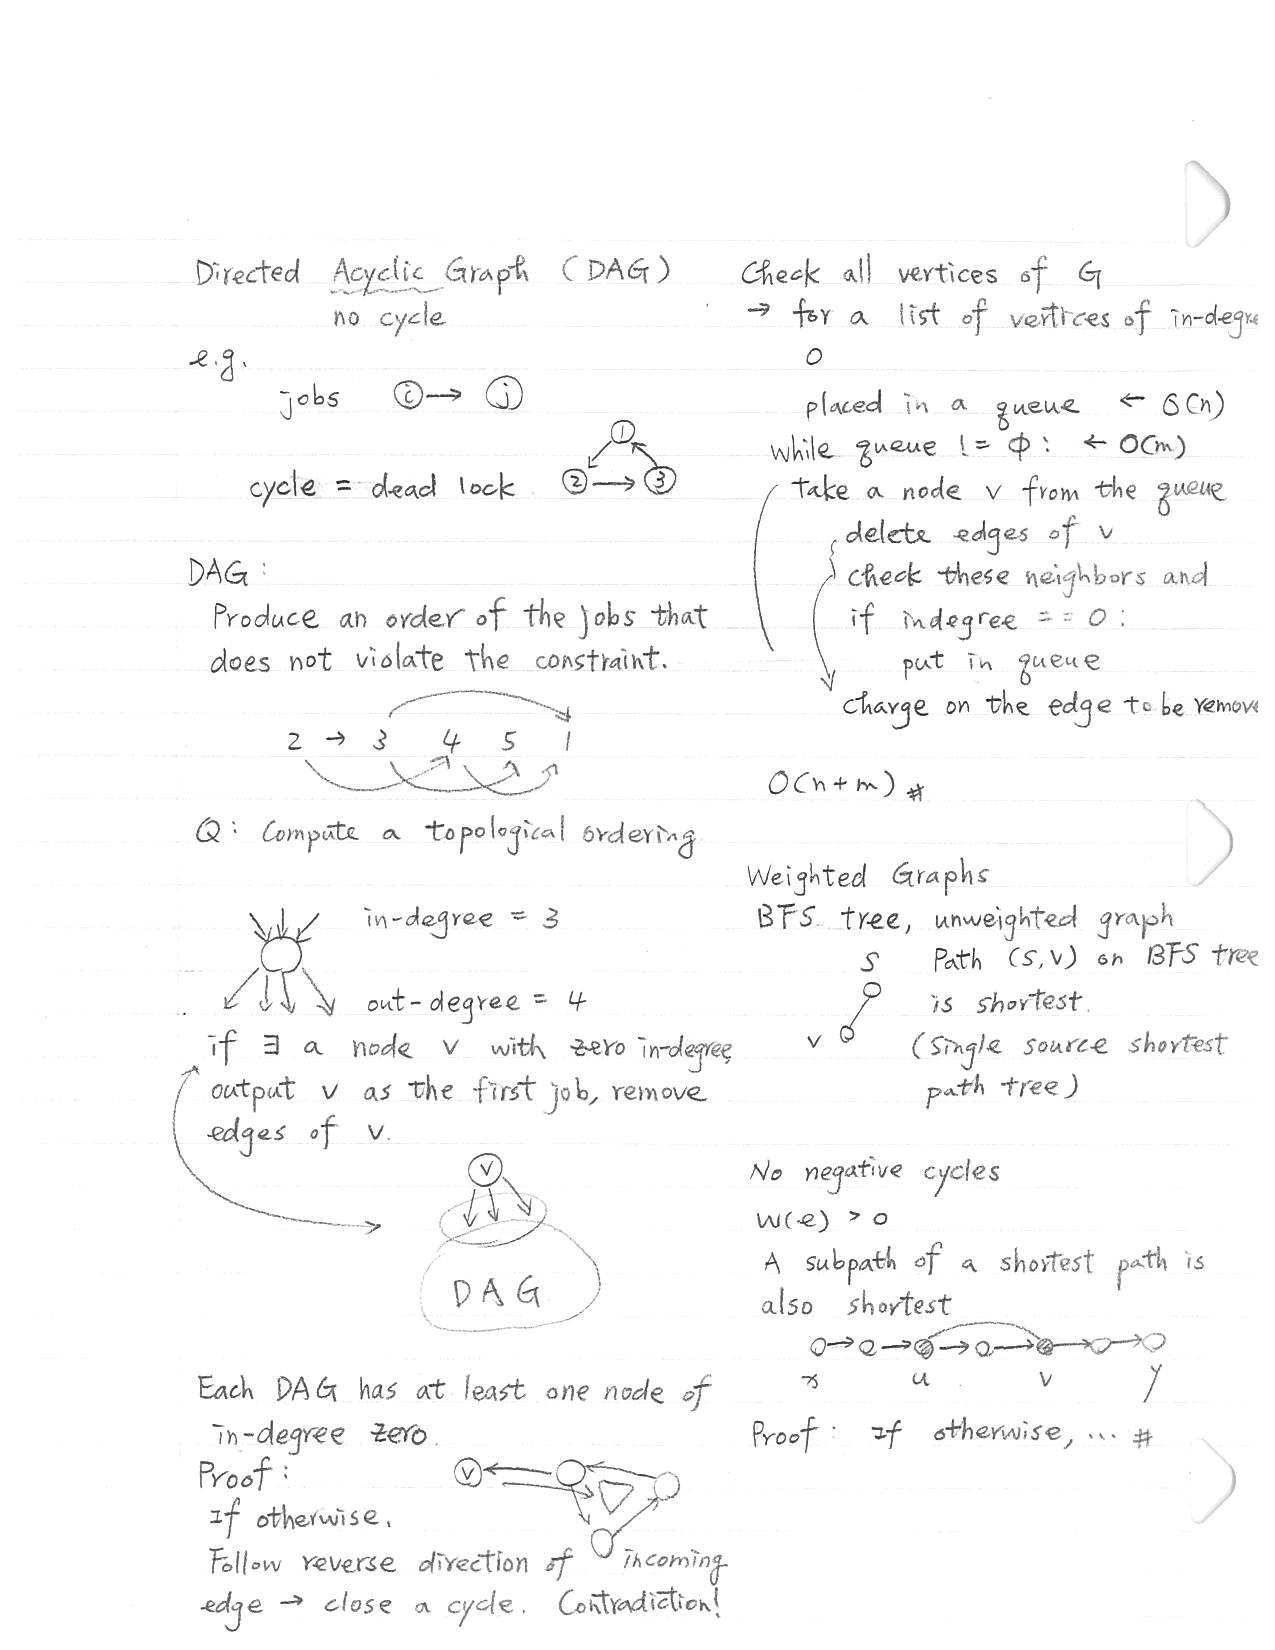 Directed Acyclic Graph (DAG)
no cycle
e.g.
jobs i → j
cycle = dead lock
1
2 → 3
DAG:
Produce an order of the jobs that
does not violate the constraint.
2 → 3 4 5 1
Q: Compute a topological ordering
in-degree = 3
out-degree = 4
if ∃ a node v with zero in-degree,
output v as the first job, remove
edges of v.
v
DAG
Each DAG has at least one node of
in-degree zero.
Proof:
v
If otherwise,
Follow reverse direction of incoming
edge → close a cycle. Contradiction!
Check all vertices of G
→ for a list of vertices of in-degre
0
placed in a queue ← O(n)
while queue != Φ: ← O(m)
take a node v from the queue
delete edges of v
check these neighbors and
if indegree == 0:
put in queue
charge on the edge to be remove
O(n+m) #
Weighted Graphs
BFS tree, unweighted graph
S Path (S,V) on BFS tree
is shortest.
v (Single source shortest
path tree)
No negative cycles
W(e) > 0
A subpath of a shortest path is
also shortest
x u v y
Proof: If otherwise, ... #